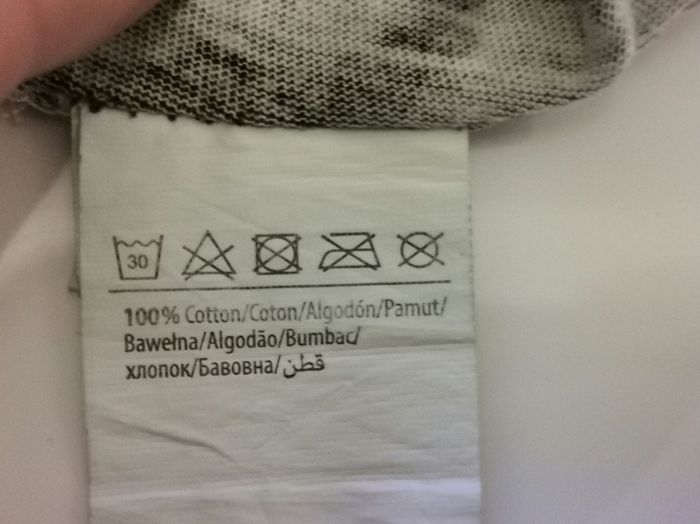 30
100% Cotton/Coton/Algodón/Pamut/
Bawełna/Algodão/Bumbac/
хлопок/Бавовна/قطن